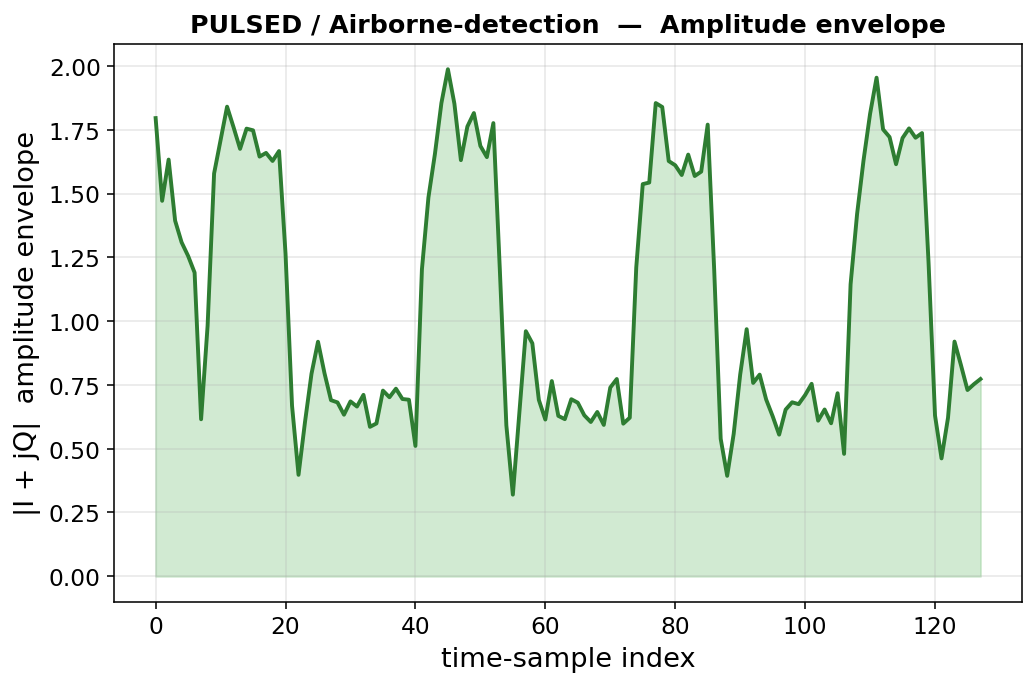 PULSED / Airborne-detection — Amplitude envelope
|I + jQ| amplitude envelope
2.00
1.75
1.50
1.25
1.00
0.75
0.50
0.25
0.00
0 20 40 60 80 100 120
time-sample index